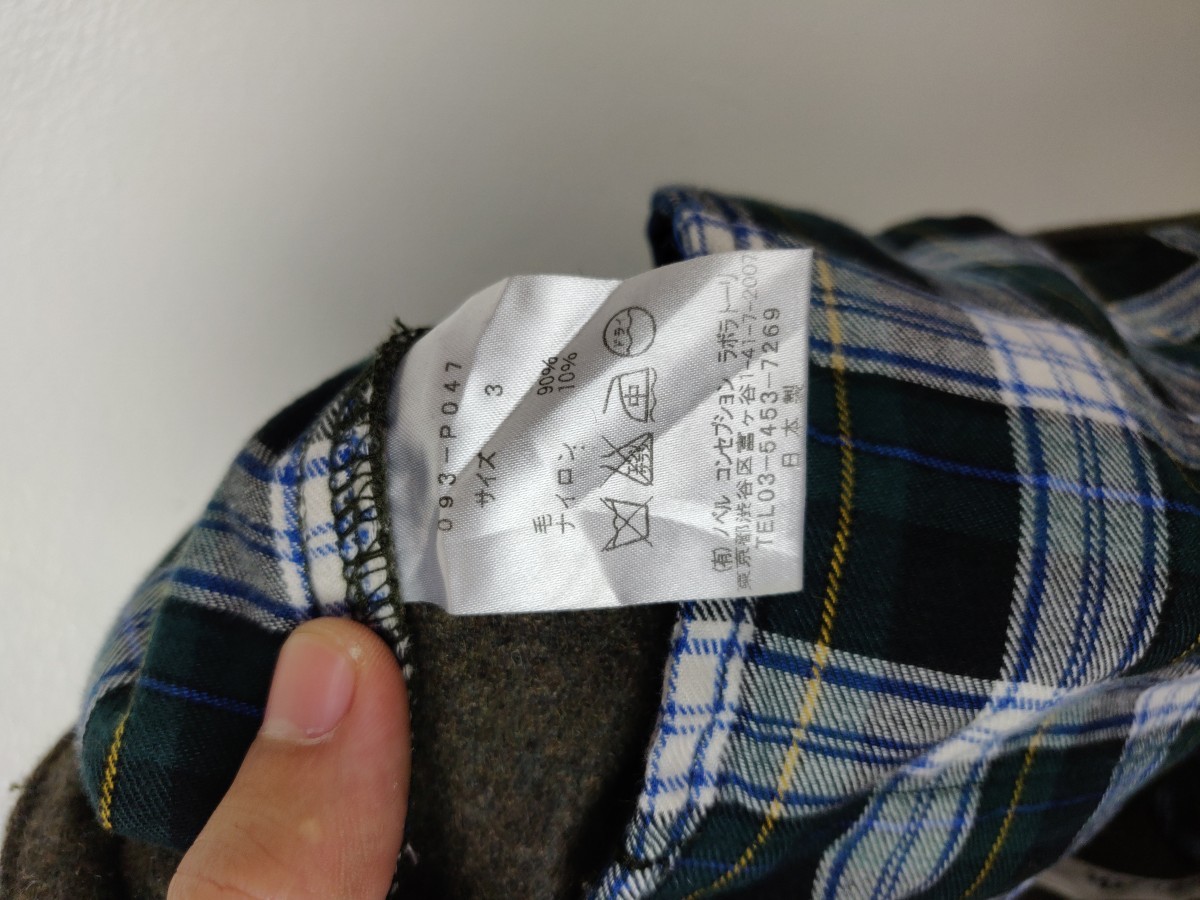 093-P047
サイズ 3
毛 90%
ナイロン 10%
ドライ
中
(有)ノベル コンセプション ラボラトーリ
東京都渋谷区富ヶ谷1-41-7-2007
TEL03-5453-7269
日本製